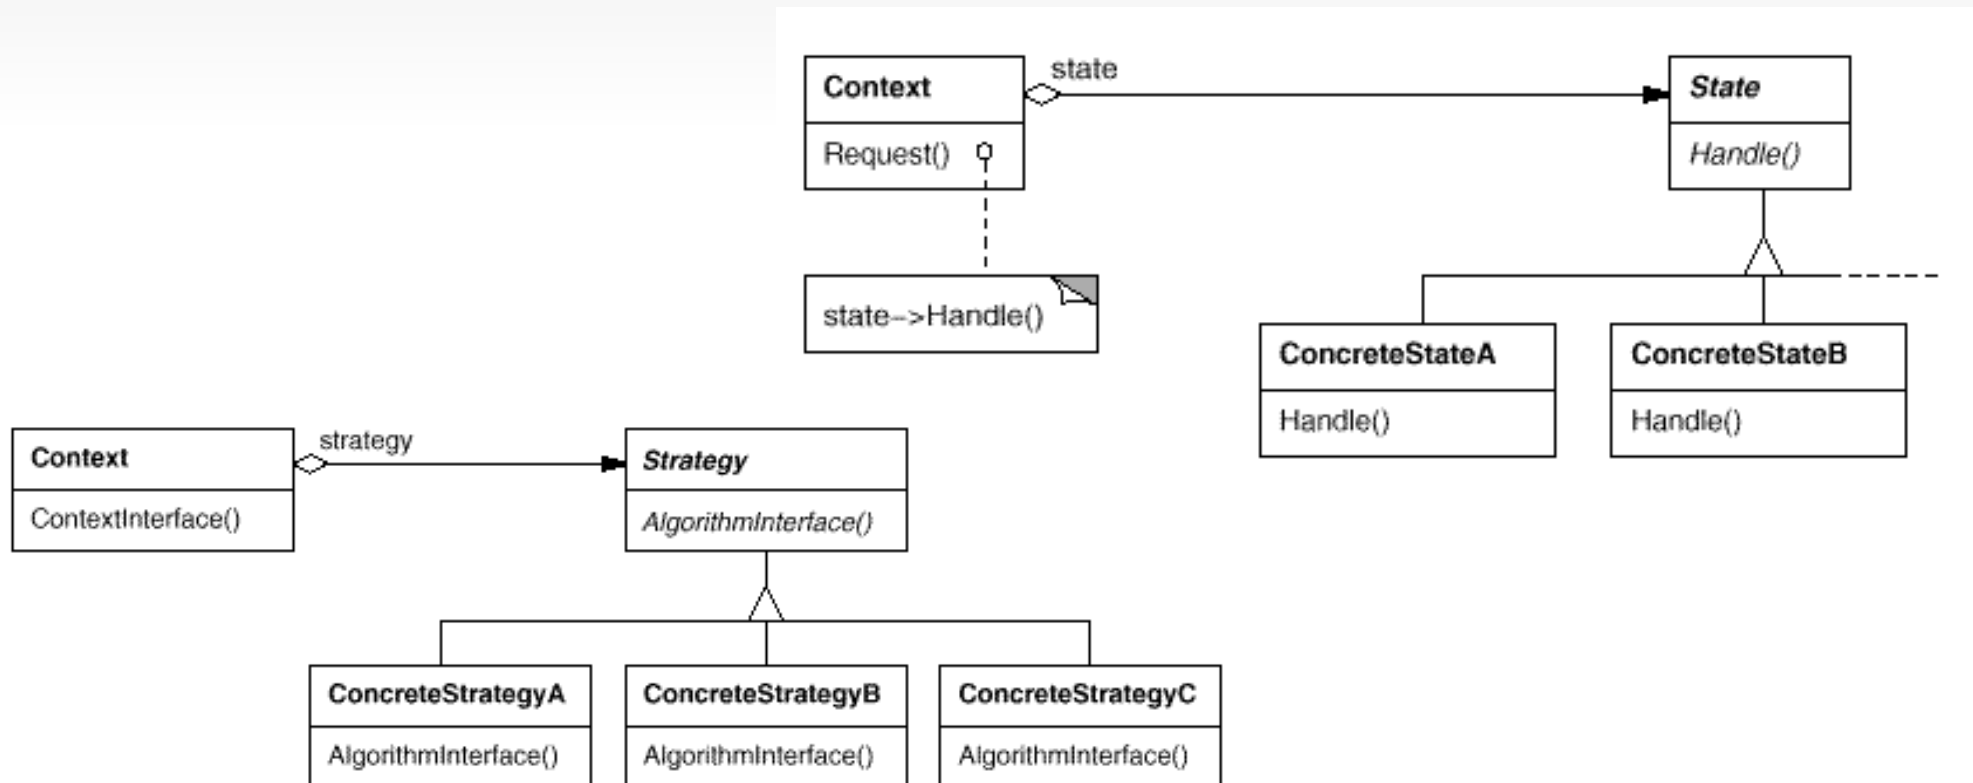 state
Context
State
Request()
Handle()
state–>Handle()
ConcreteStateA
ConcreteStateB
Handle()
Handle()
strategy
Context
Strategy
ContextInterface()
AlgorithmInterface()
ConcreteStrategyA
ConcreteStrategyB
ConcreteStrategyC
AlgorithmInterface()
AlgorithmInterface()
AlgorithmInterface()